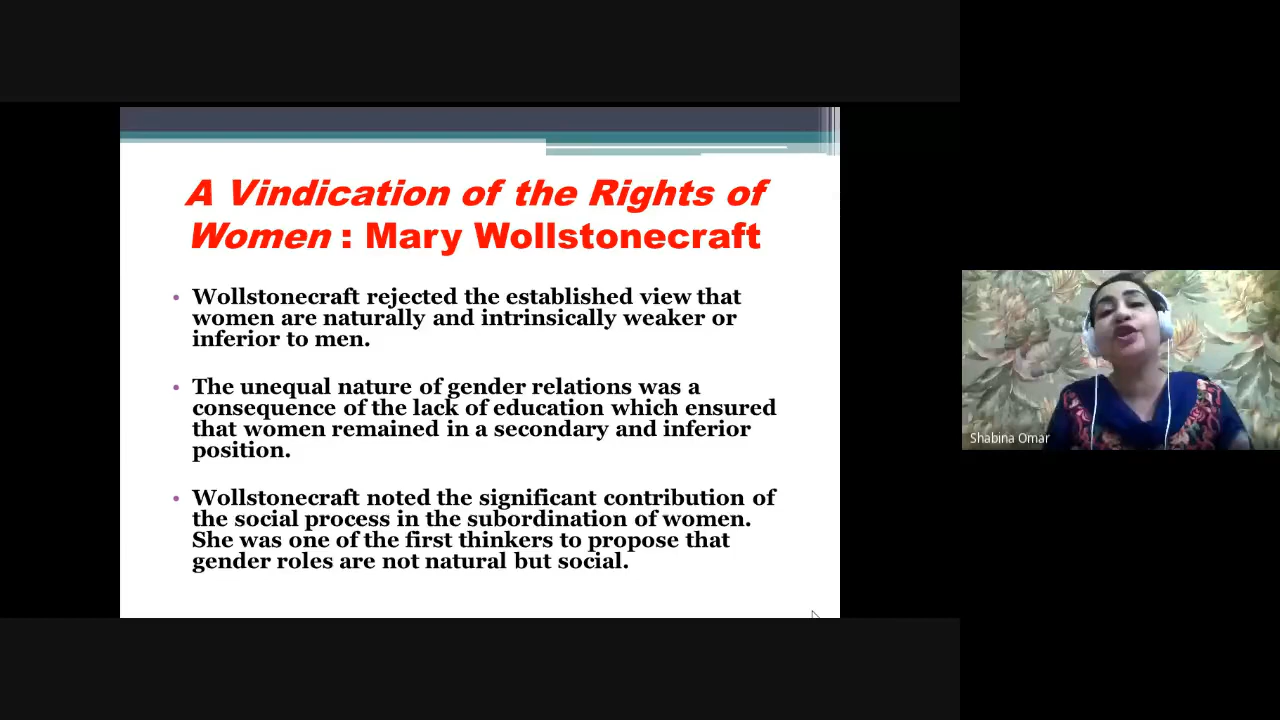 A Vindication of the Rights of
Women : Mary Wollstonecraft
• Wollstonecraft rejected the established view that
women are naturally and intrinsically weaker or
inferior to men.
• The unequal nature of gender relations was a
consequence of the lack of education which ensured
that women remained in a secondary and inferior
position.
• Wollstonecraft noted the significant contribution of
the social process in the subordination of women.
She was one of the first thinkers to propose that
gender roles are not natural but social.
Shabina Omar